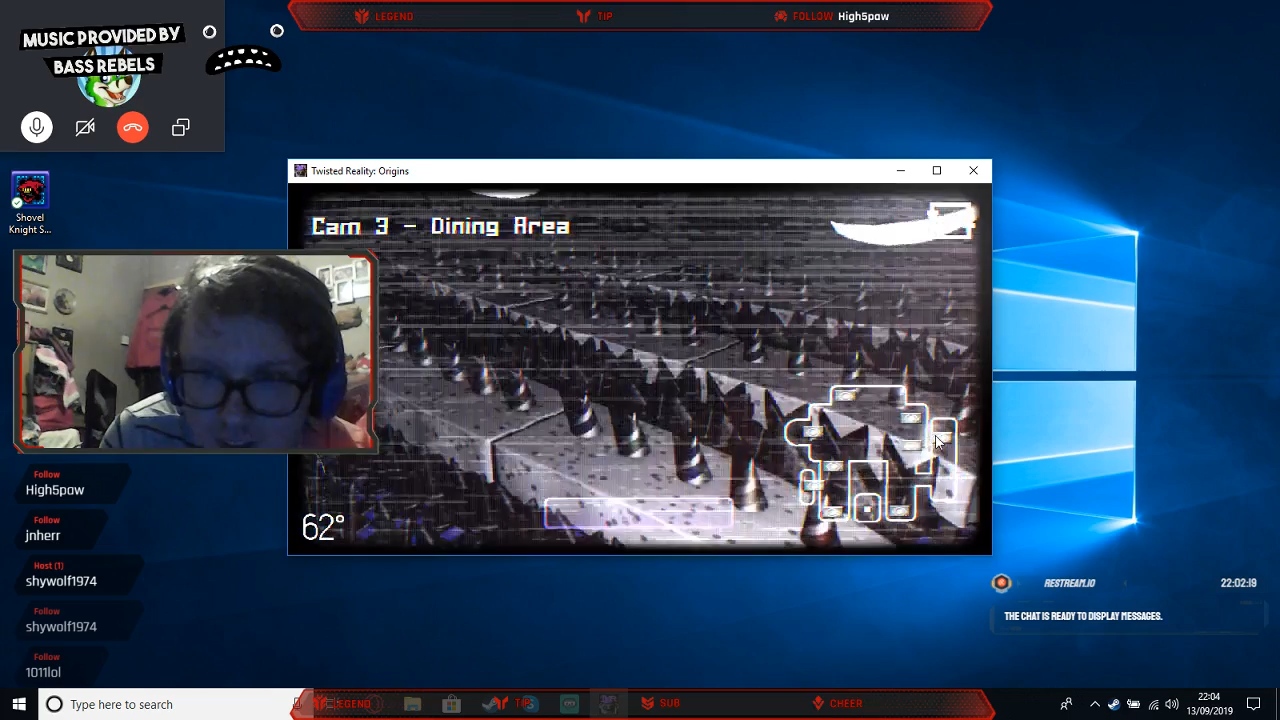 LEGEND
TIP
FOLLOW High5paw
MUSIC PROVIDED BY
BASS REBELS
Twisted Reality: Origins
Shovel
Knight S...
Cam 3 - Dining Area
62°
Follow
High5paw
Follow
jnherr
Host (1)
shywolf1974
Follow
shywolf1974
Follow
1011lol
RESTREAM.IO
22:02:19
THE CHAT IS READY TO DISPLAY MESSAGES.
Type here to search
LEGEND
TIP
SUB
CHEER
22:04
13/09/2019